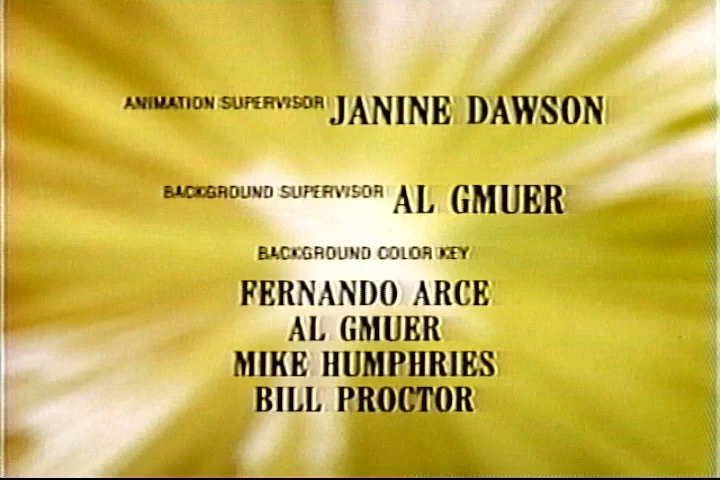 ANIMATION SUPERVISOR JANINE DAWSON
BACKGROUND SUPERVISOR AL GMUER
BACKGROUND COLOR KEY
FERNANDO ARCE
AL GMUER
MIKE HUMPHRIES
BILL PROCTOR